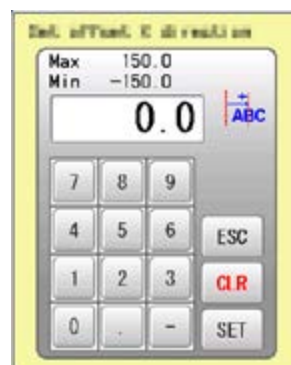 Set offset X direction
Max 150.0
Min -150.0
0.0
ABC
7 8 9
4 5 6 ESC
1 2 3 CLR
0 . - SET